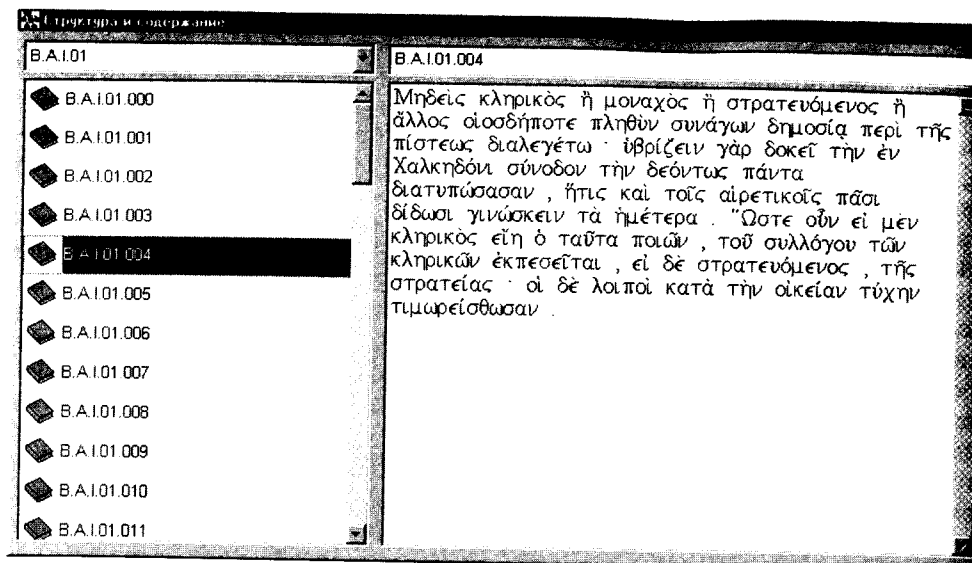 Структура и содержание
B.A.I.01
B.A.I.01.004
B.A.I.01.000
B.A.I.01.001
B.A.I.01.002
B.A.I.01.003
B.A.I.01.004
B.A.I.01.005
B.A.I.01.006
B.A.I.01.007
B.A.I.01.008
B.A.I.01.009
B.A.I.01.010
B.A.I.01.011
Μηδεὶς κληρικὸς ἢ μοναχὸς ἢ στρατευόμενος ἢ
ἄλλος οἱοσδήποτε πληθὺν συνάγων δημοσίᾳ περὶ τῆς
πίστεως διαλεγέτω · ὑβρίζειν γὰρ δοκεῖ τὴν ἐν
Χαλκηδόνι σύνοδον τὴν δεόντως πάντα
διατυπώσασαν , ἥτις καὶ τοῖς αἱρετικοῖς πᾶσι
δίδωσι γινώσκειν τὰ ἡμέτερα . Ὥστε οὖν εἰ μὲν
κληρικὸς εἴη ὁ ταῦτα ποιῶν , τοῦ συλλόγου τῶν
κληρικῶν ἐκπεσεῖται , εἰ δὲ στρατευόμενος , τῆς
στρατείας · οἱ δὲ λοιποὶ κατὰ τὴν οἰκείαν τύχην
τιμωρείσθωσαν .